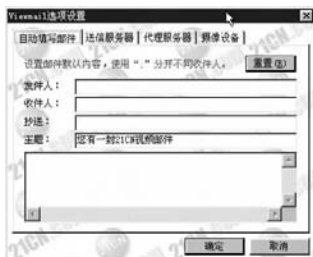 Viewmail选项设置
自动填写邮件 送信服务器 代理服务器 摄像设备
设置邮件默认内容，使用“,”分开不同收件人。 重置(R)
发件人：
收件人：
抄送：
主题： 您有一封21CN视频邮件
确定 取消